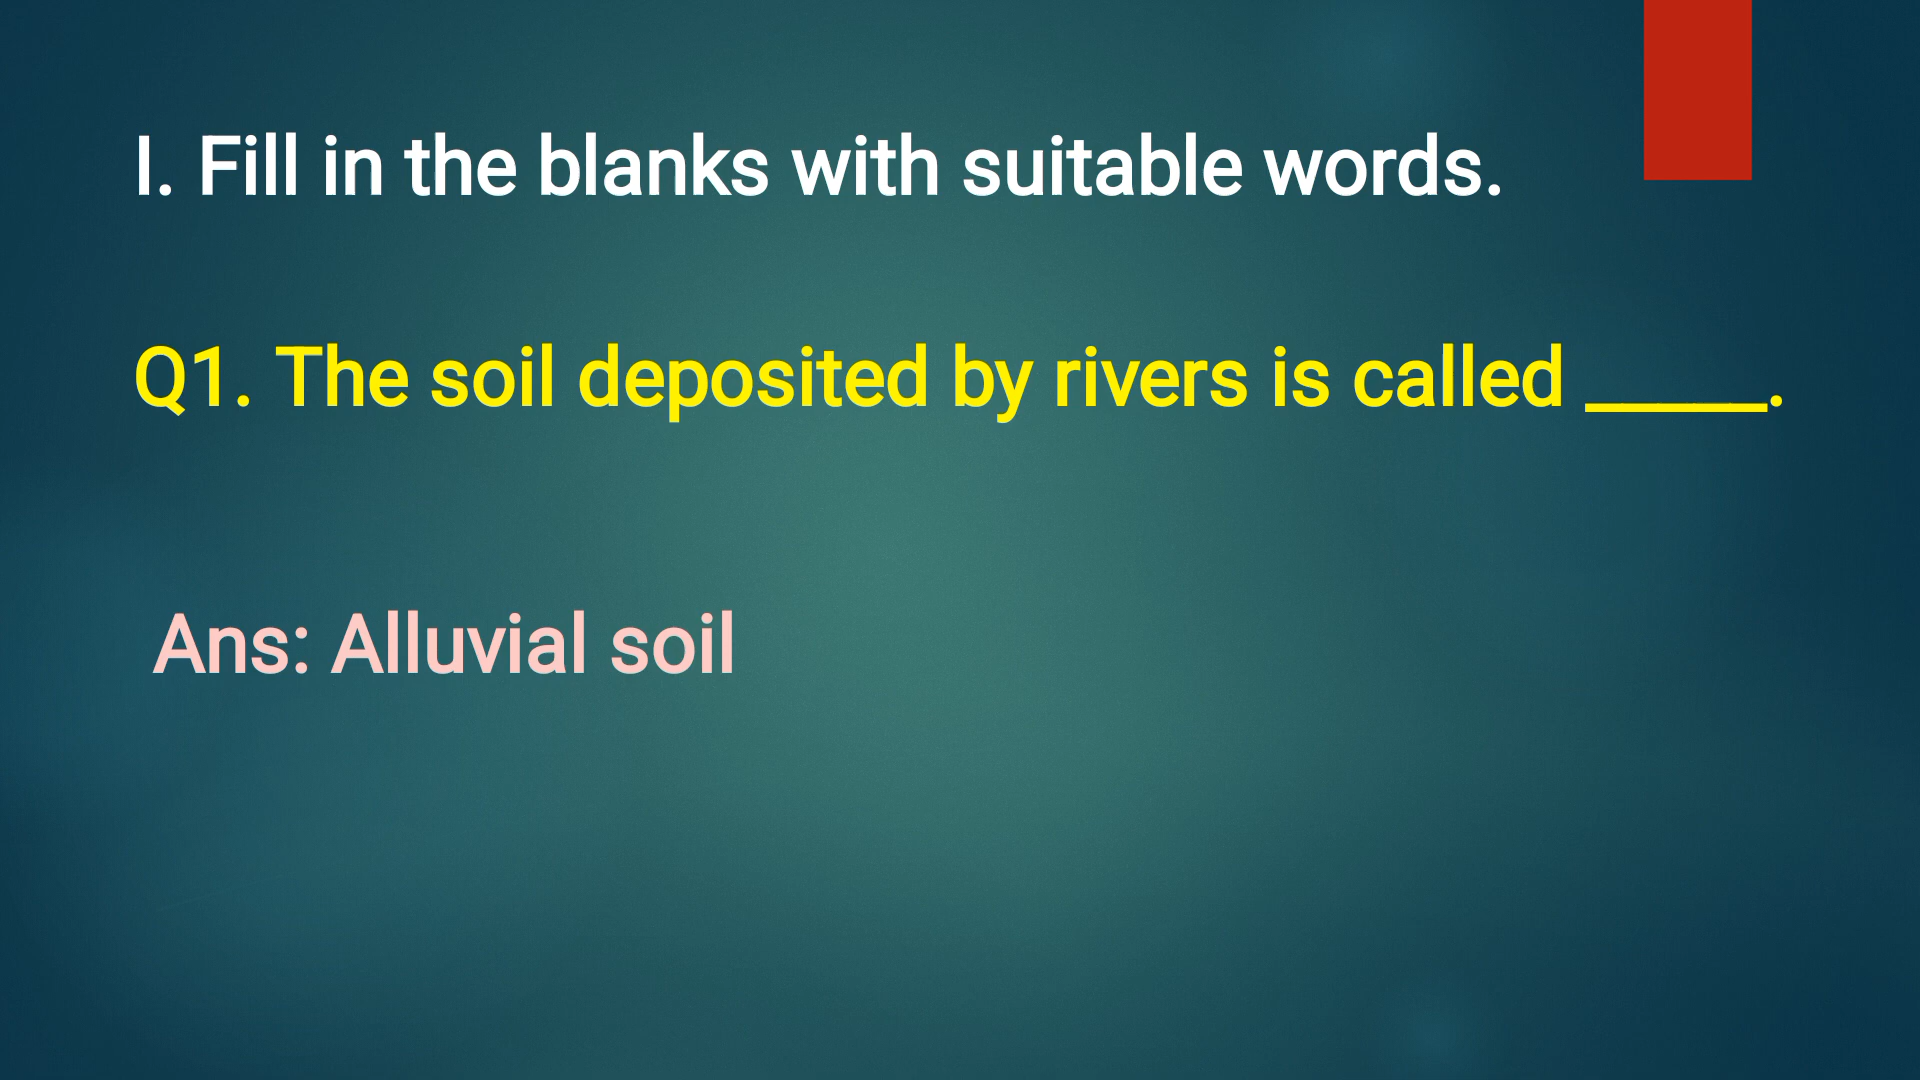 I. Fill in the blanks with suitable words.
Q1. The soil deposited by rivers is called _____.
Ans: Alluvial soil